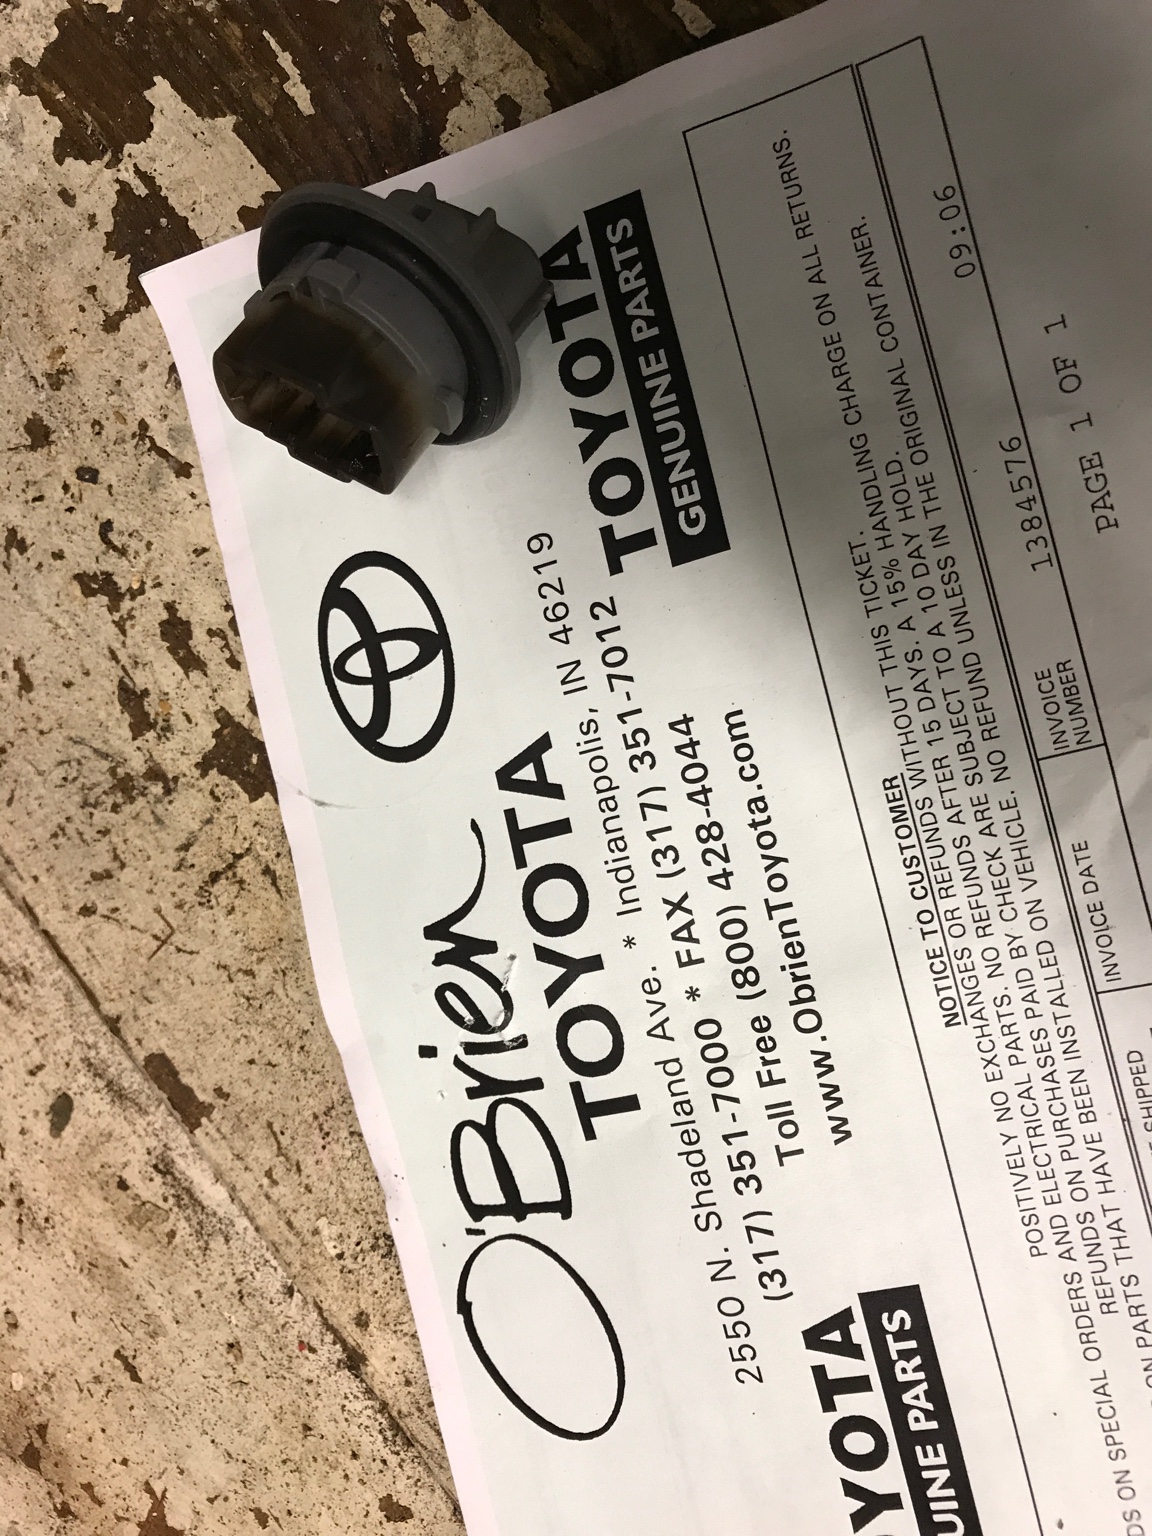 O'Brien
TOYOTA
2550 N. Shadeland Ave. * Indianapolis, IN 46219
(317) 351-7000 * FAX (317) 351-7012
Toll Free (800) 428-4044
www.ObrienToyota.com
TOYOTA
GENUINE PARTS
YOTA
UINE PARTS
NOTICE TO CUSTOMER
POSITIVELY NO EXCHANGES OR REFUNDS WITHOUT THIS TICKET.
ON SPECIAL ORDERS AND ELECTRICAL PARTS. NO REFUNDS AFTER 15 DAYS. A 15% HANDLING CHARGE ON ALL RETURNS.
REFUNDS ON PURCHASES PAID BY CHECK ARE SUBJECT TO A 10 DAY HOLD.
ON PARTS THAT HAVE BEEN INSTALLED ON VEHICLE. NO REFUND UNLESS IN THE ORIGINAL CONTAINER.
09:06
SHIPPED
INVOICE DATE
INVOICE
NUMBER
1384576
PAGE 1 OF 1